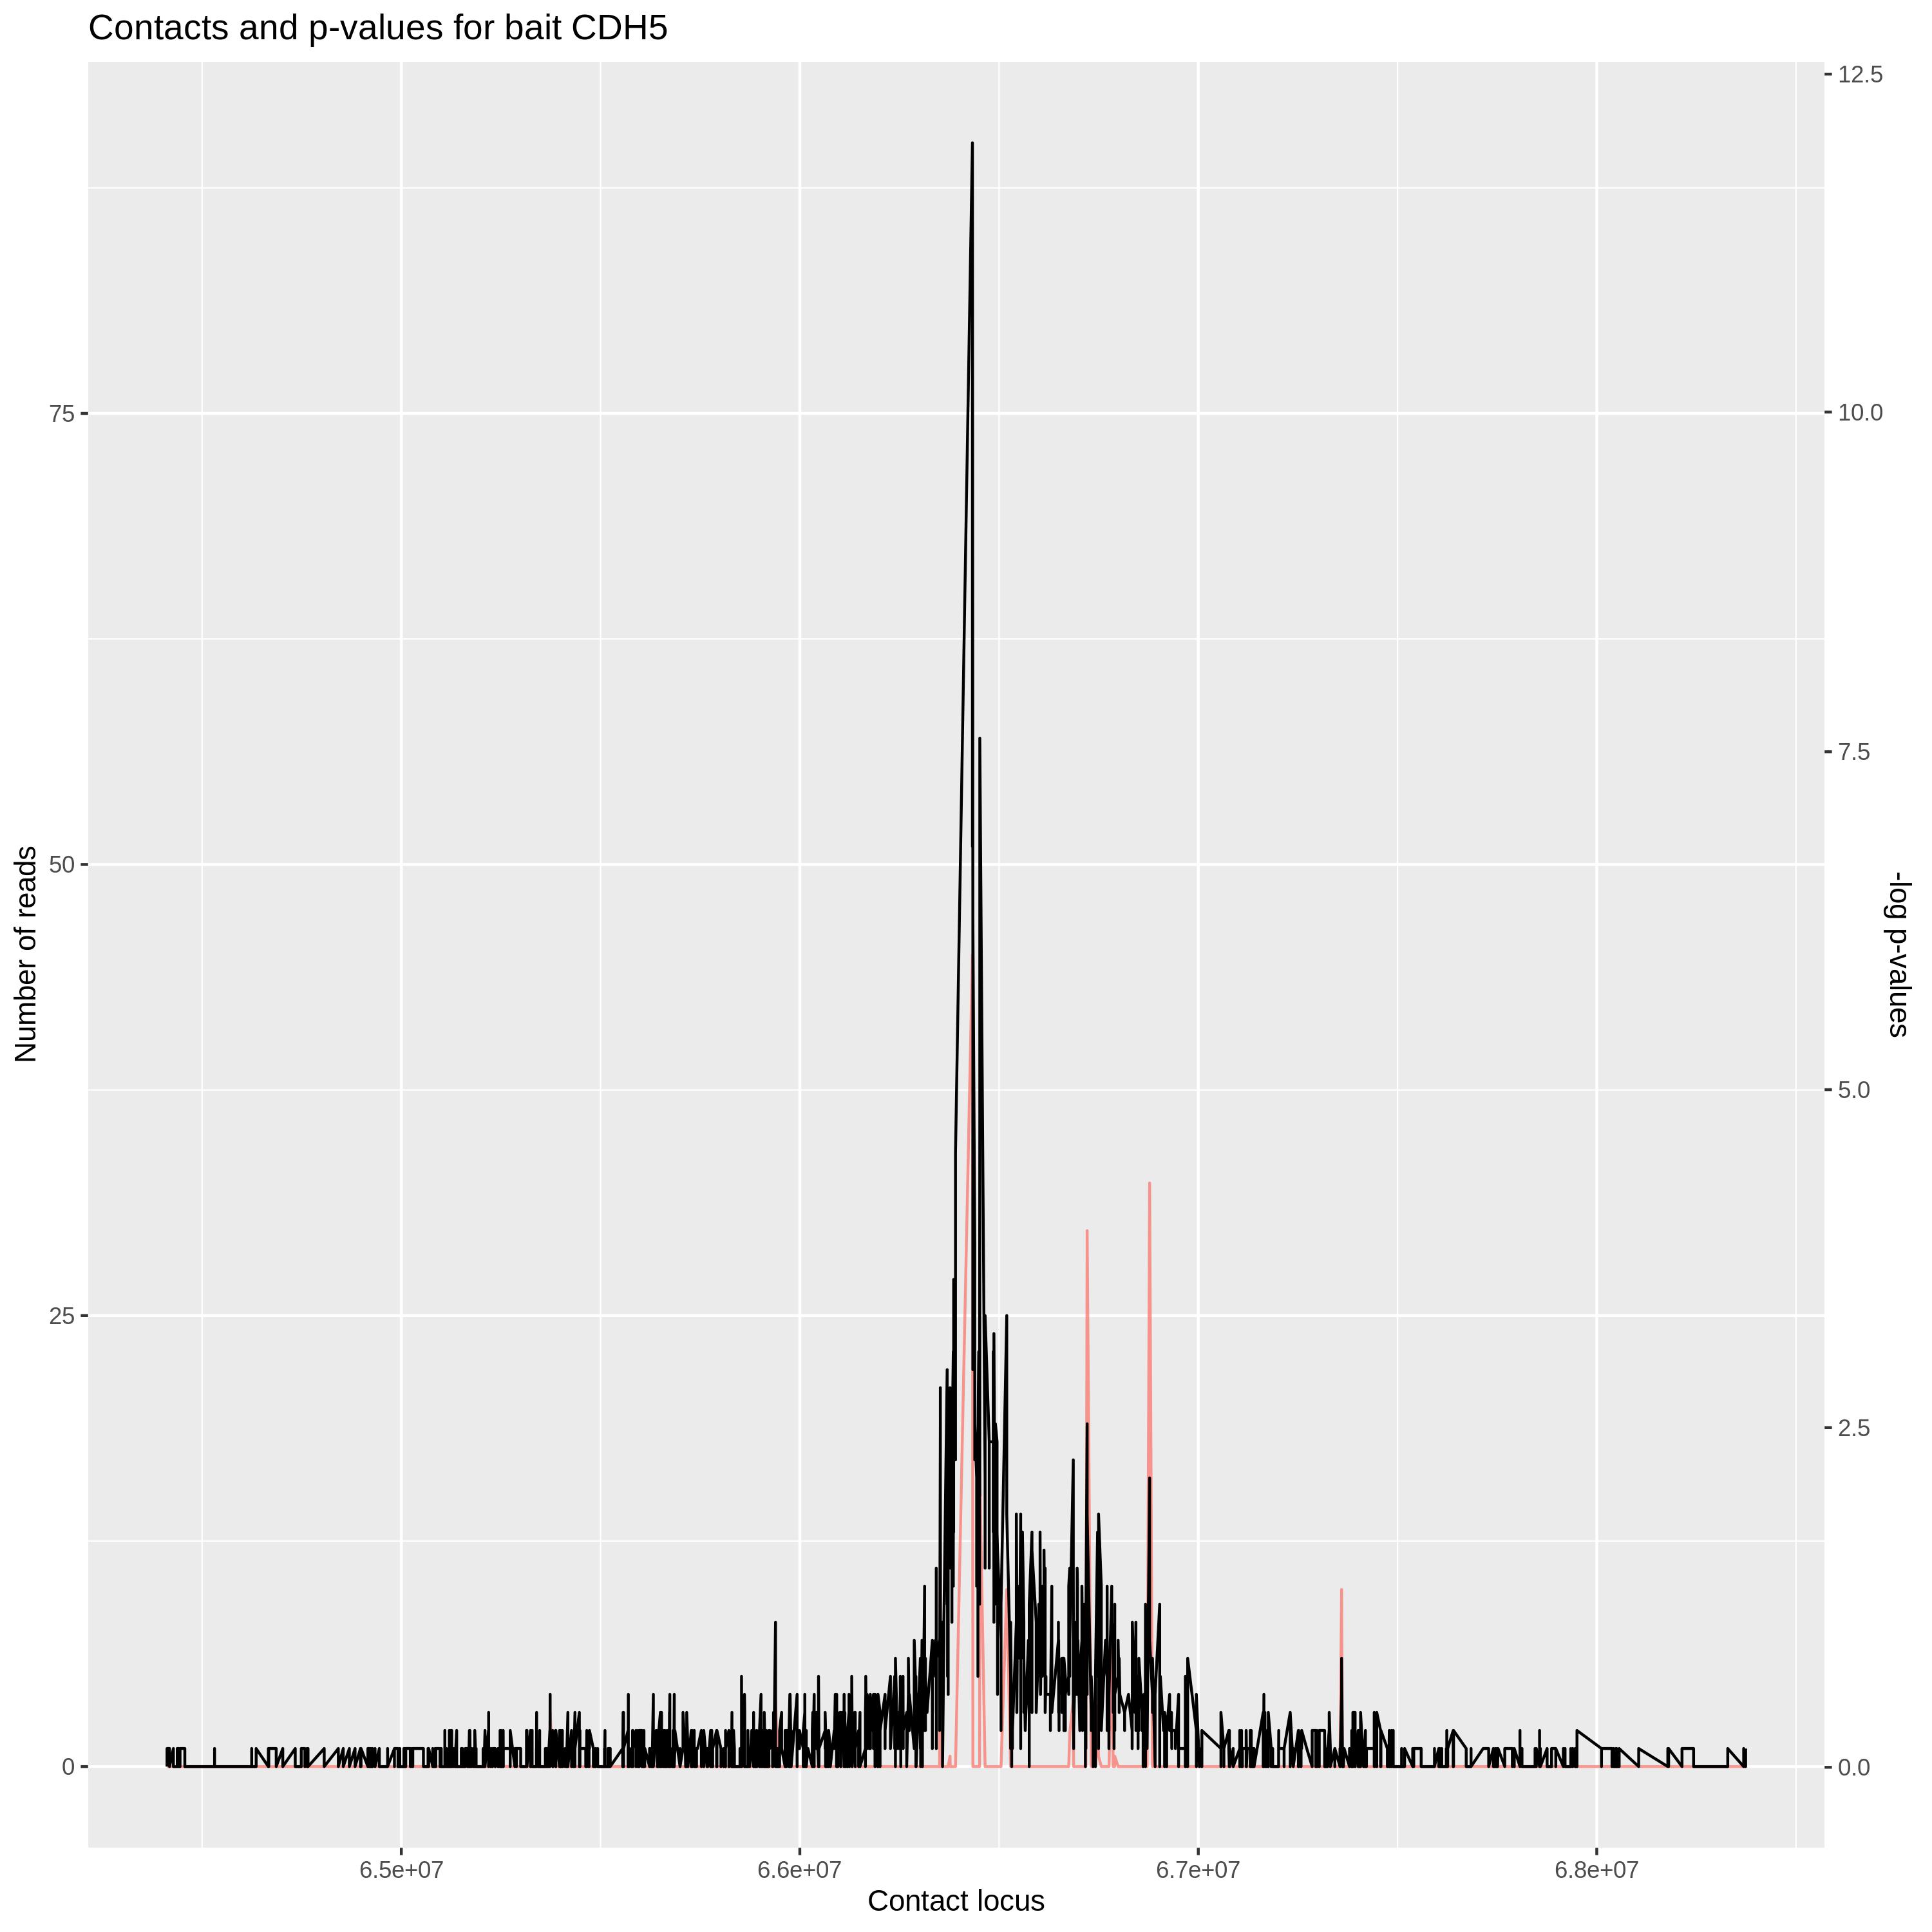 Contacts and p-values for bait CDH5
12.5
75
10.0
7.5
50
Number of reads
-log p-values
5.0
25
2.5
0
0.0
6.5e+07
6.6e+07
6.7e+07
6.8e+07
Contact locus